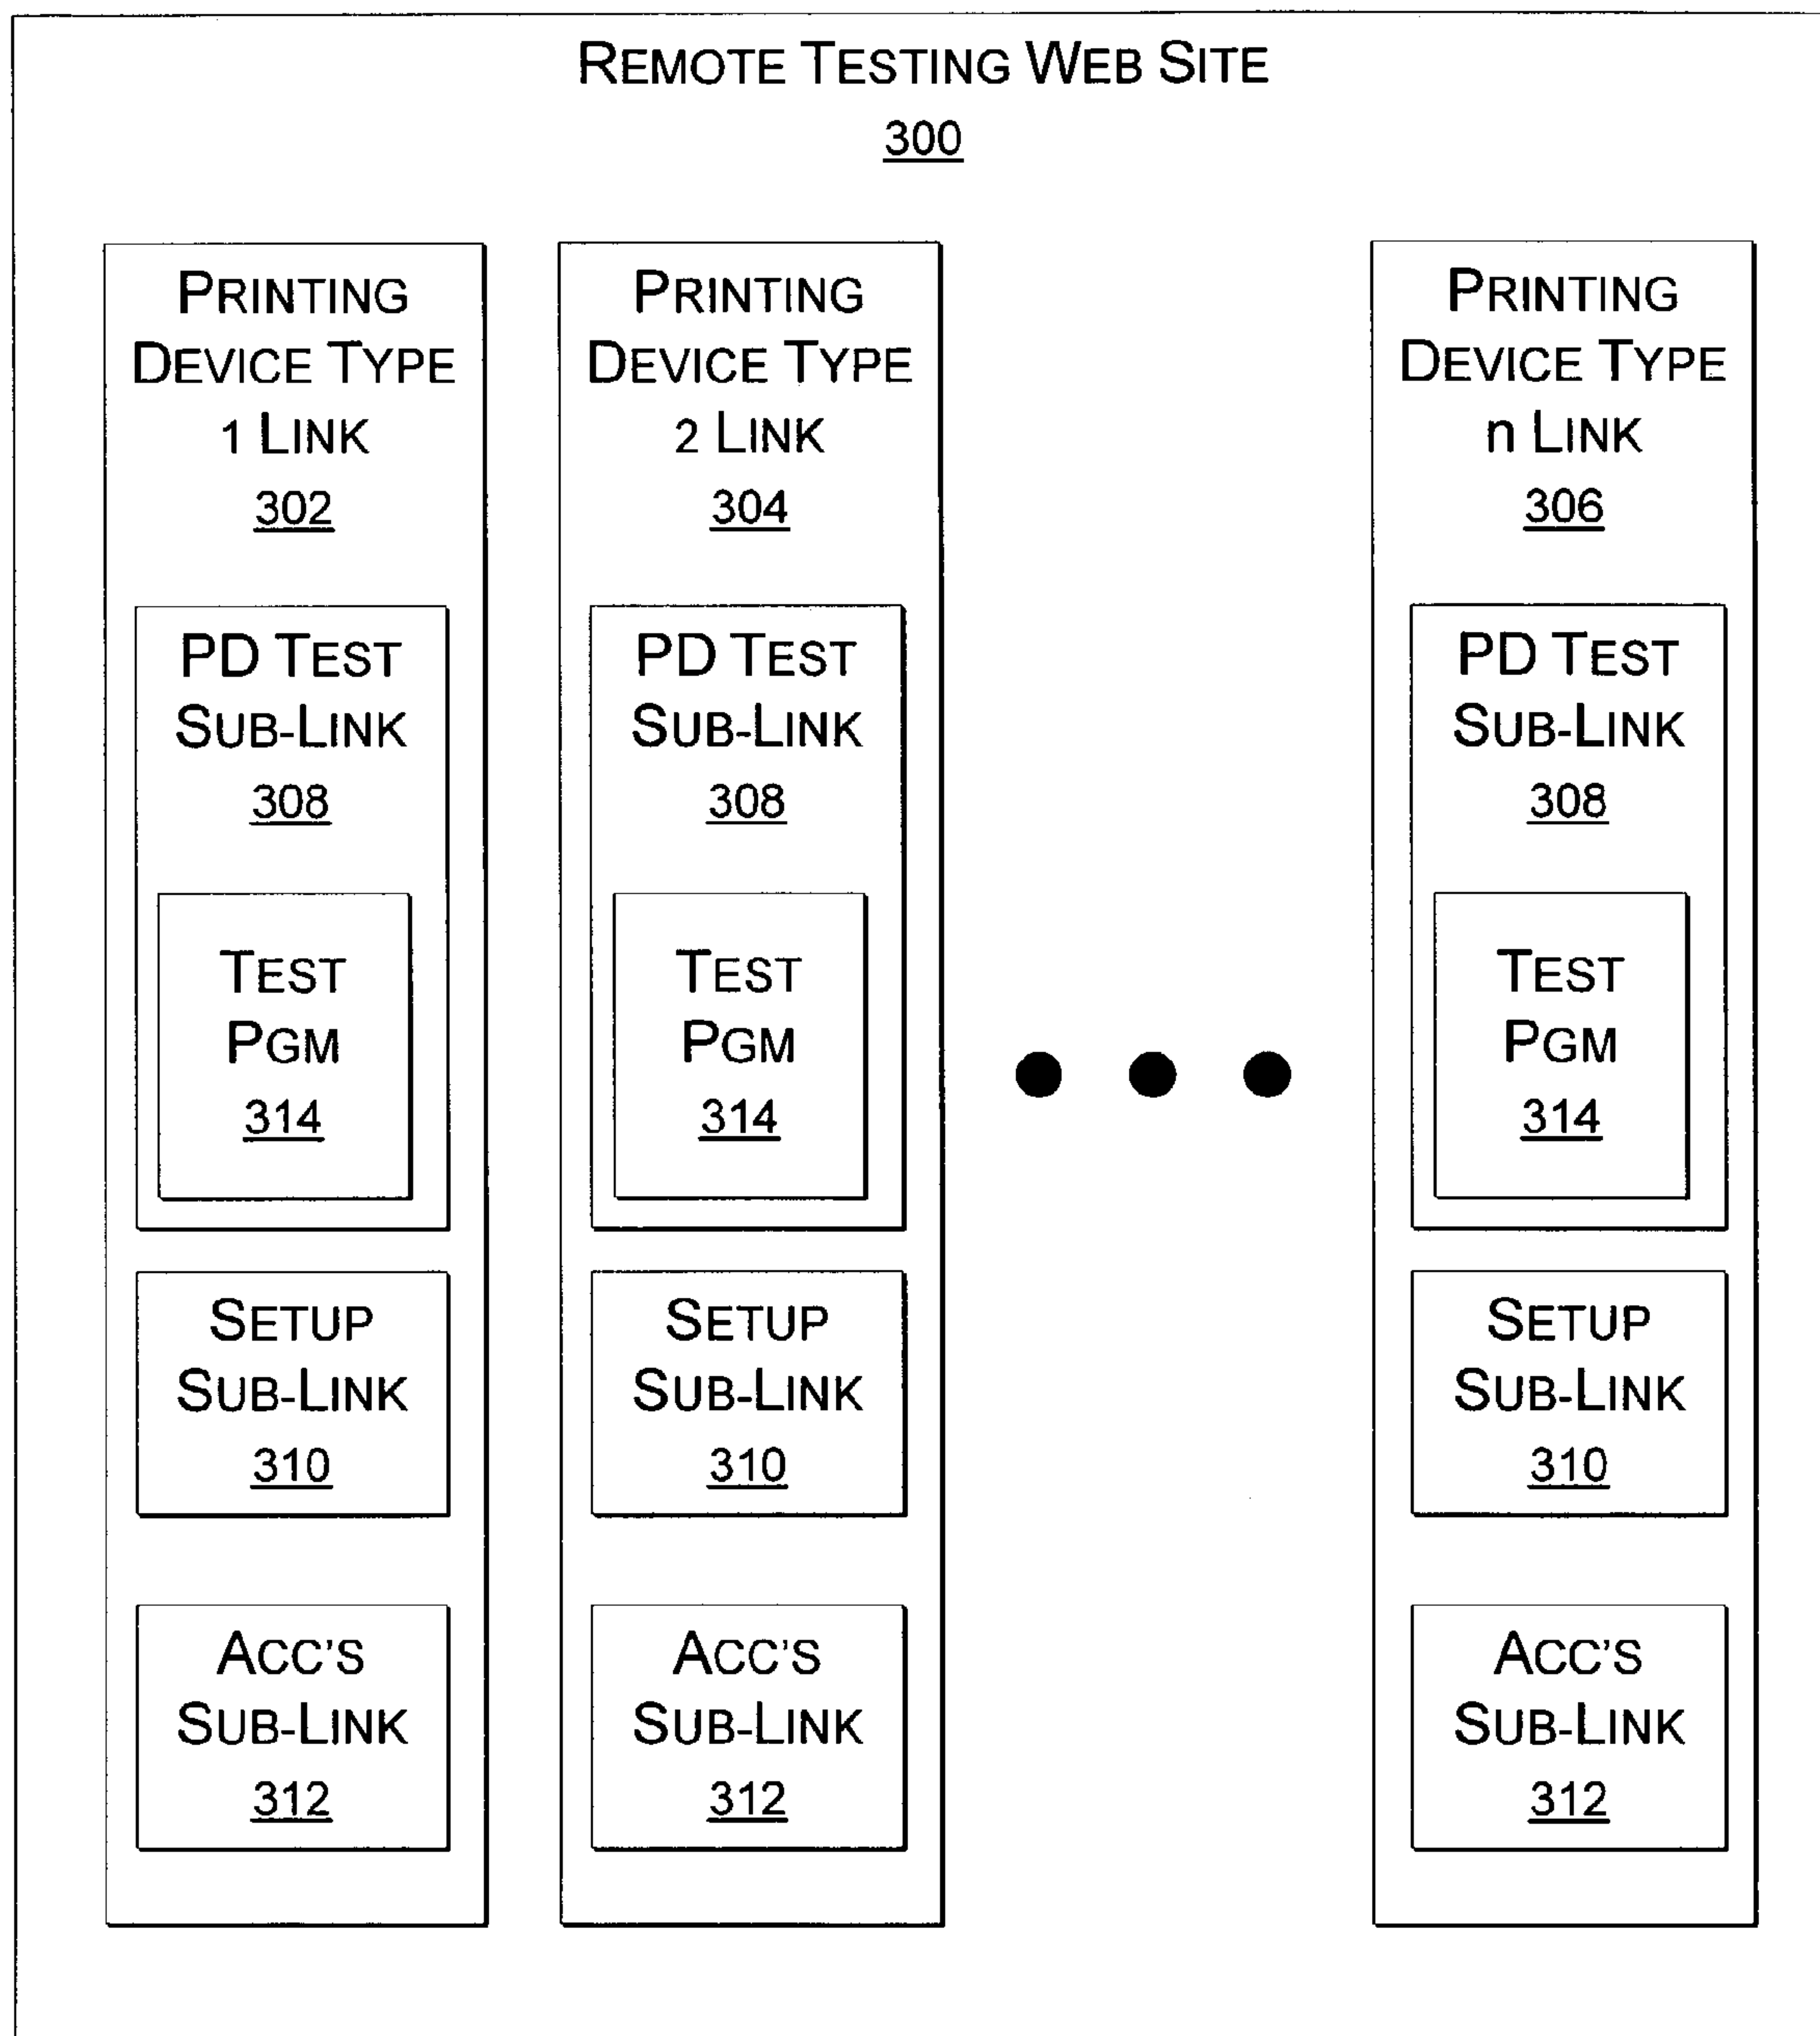 REMOTE TESTING WEB SITE
300
PRINTING
DEVICE TYPE
1 LINK
302
PD TEST
SUB-LINK
308
TEST
PGM
314
SETUP
SUB-LINK
310
ACC'S
SUB-LINK
312
PRINTING
DEVICE TYPE
2 LINK
304
PD TEST
SUB-LINK
308
TEST
PGM
314
SETUP
SUB-LINK
310
ACC'S
SUB-LINK
312
PRINTING
DEVICE TYPE
n LINK
306
PD TEST
SUB-LINK
308
TEST
PGM
314
SETUP
SUB-LINK
310
ACC'S
SUB-LINK
312